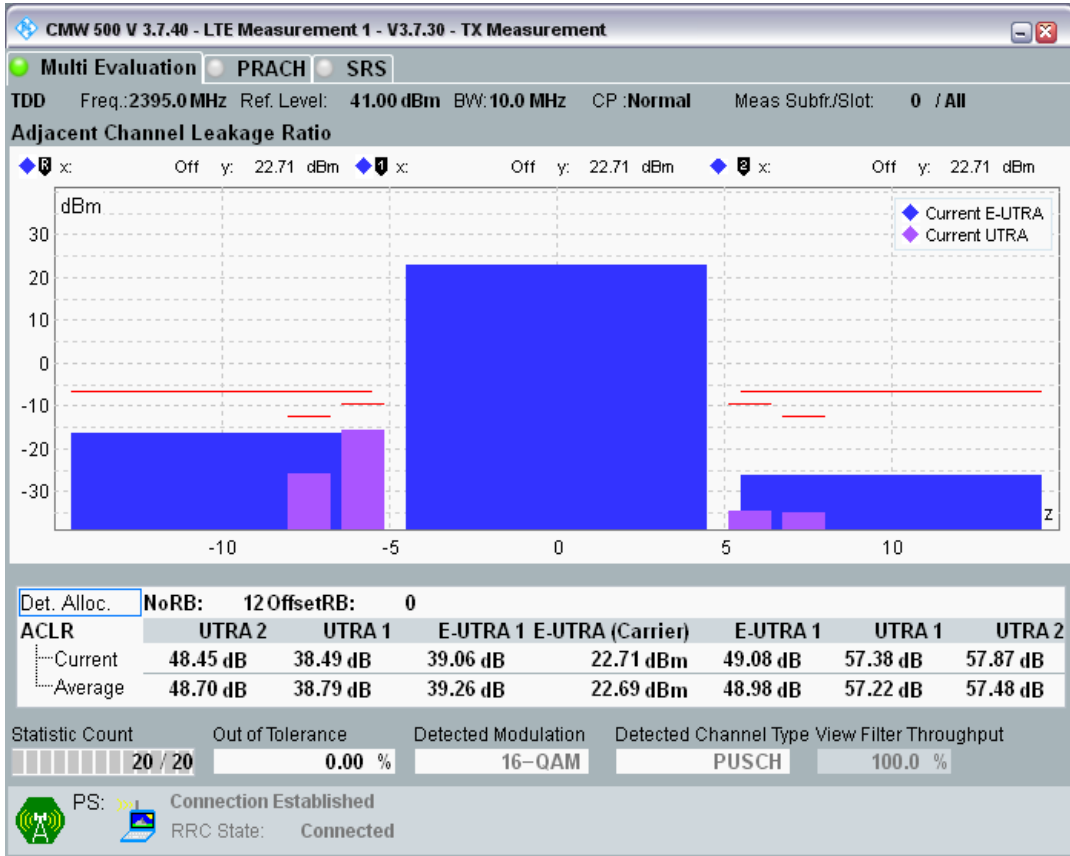 CMW 500 V 3.7.40 - LTE Measurement 1 - V3.7.30 - TX Measurement
Multi Evaluation PRACH SRS
TDD Freq.:2395.0 MHz Ref. Level: 41.00 dBm BW: 10.0 MHz CP :Normal Meas Subfr./Slot: 0 / All
Adjacent Channel Leakage Ratio
R x: Off y: 22.71 dBm 1 x: Off y: 22.71 dBm 2 x: Off y: 22.71 dBm
dBm
Current E-UTRA
Current UTRA
30
20
10
0
-10
-20
-30
z
-10 -5 0 5 10
Det. Alloc. NoRB: 12 OffsetRB: 0
ACLR UTRA 2 UTRA 1 E-UTRA 1 E-UTRA (Carrier) E-UTRA 1 UTRA 1 UTRA 2
Current 48.45 dB 38.49 dB 39.06 dB 22.71 dBm 49.08 dB 57.38 dB 57.87 dB
Average 48.70 dB 38.79 dB 39.26 dB 22.69 dBm 48.98 dB 57.22 dB 57.48 dB
Statistic Count Out of Tolerance Detected Modulation Detected Channel Type View Filter Throughput
20 / 20 0.00 % 16-QAM PUSCH 100.0 %
PS: Connection Established
RRC State: Connected